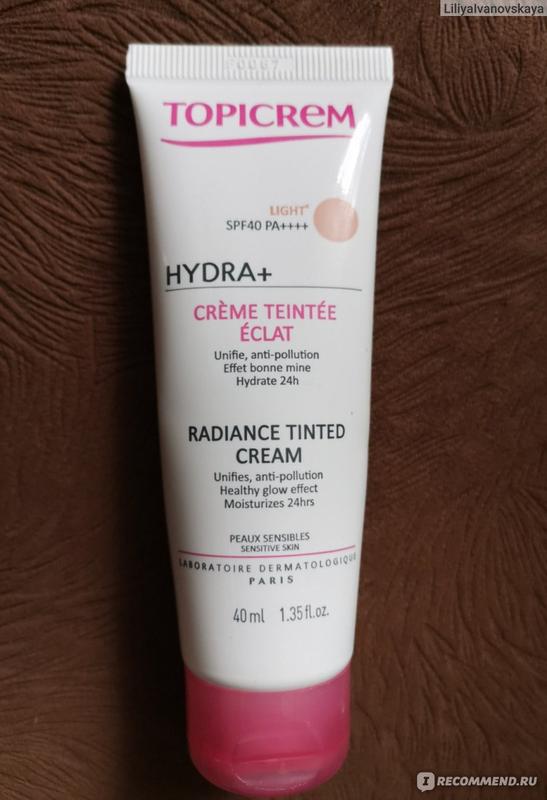 LiliyaIvanovskaya
TOPICREM
LIGHT
SPF40 PA++++
HYDRA+
CRÈME TEINTÉE
ÉCLAT
Unifie, anti-pollution
Effet bonne mine
Hydrate 24h
RADIANCE TINTED
CREAM
Unifies, anti-pollution
Healthy glow effect
Moisturizes 24hrs
PEAUX SENSIBLES
SENSITIVE SKIN
LABORATOIRE DERMATOLOGIQUE
PARIS
40 ml 1.35 fl.oz.
I RECOMMEND.RU